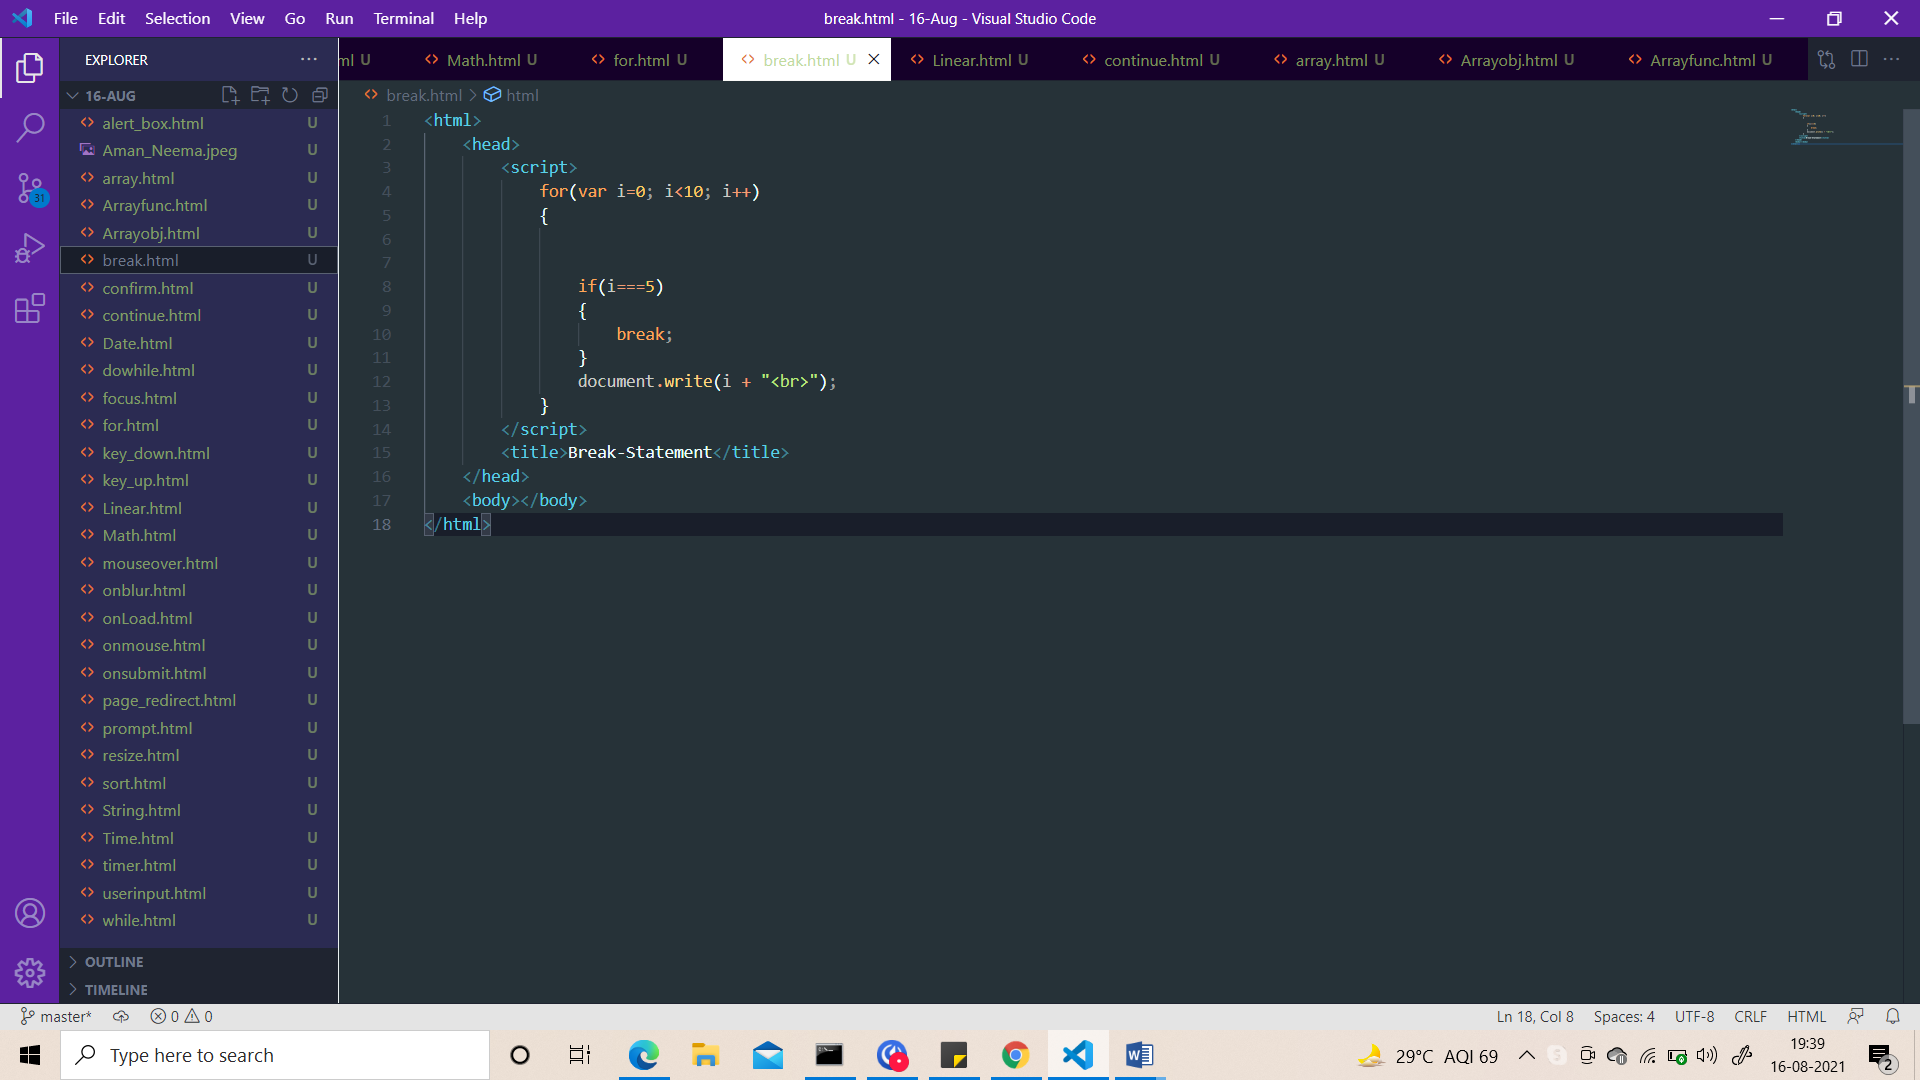 File Edit Selection View Go Run Terminal Help
break.html - 16-Aug - Visual Studio Code
EXPLORER
ml U
Math.html U
for.html U
break.html U
Linear.html U
continue.html U
array.html U
Arrayobj.html U
Arrayfunc.html U
16-AUG
break.html > html
alert_box.html U
Aman_Neema.jpeg U
array.html U
Arrayfunc.html U
Arrayobj.html U
break.html U
confirm.html U
continue.html U
Date.html U
dowhile.html U
focus.html U
for.html U
key_down.html U
key_up.html U
Linear.html U
Math.html U
mouseover.html U
onblur.html U
onLoad.html U
onmouse.html U
onsubmit.html U
page_redirect.html U
prompt.html U
resize.html U
sort.html U
String.html U
Time.html U
timer.html U
userinput.html U
while.html U
OUTLINE
TIMELINE
31
1 <html>
2 <head>
3 <script>
4 for(var i=0; i<10; i++)
5 {
6
7
8 if(i===5)
9 {
10 break;
11 }
12 document.write(i + "<br>");
13 }
14 </script>
15 <title>Break-Statement</title>
16 </head>
17 <body></body>
18 </html>
master* 0 0
Ln 18, Col 8 Spaces: 4 UTF-8 CRLF HTML
Type here to search
29°C AQI 69
19:39
16-08-2021
2